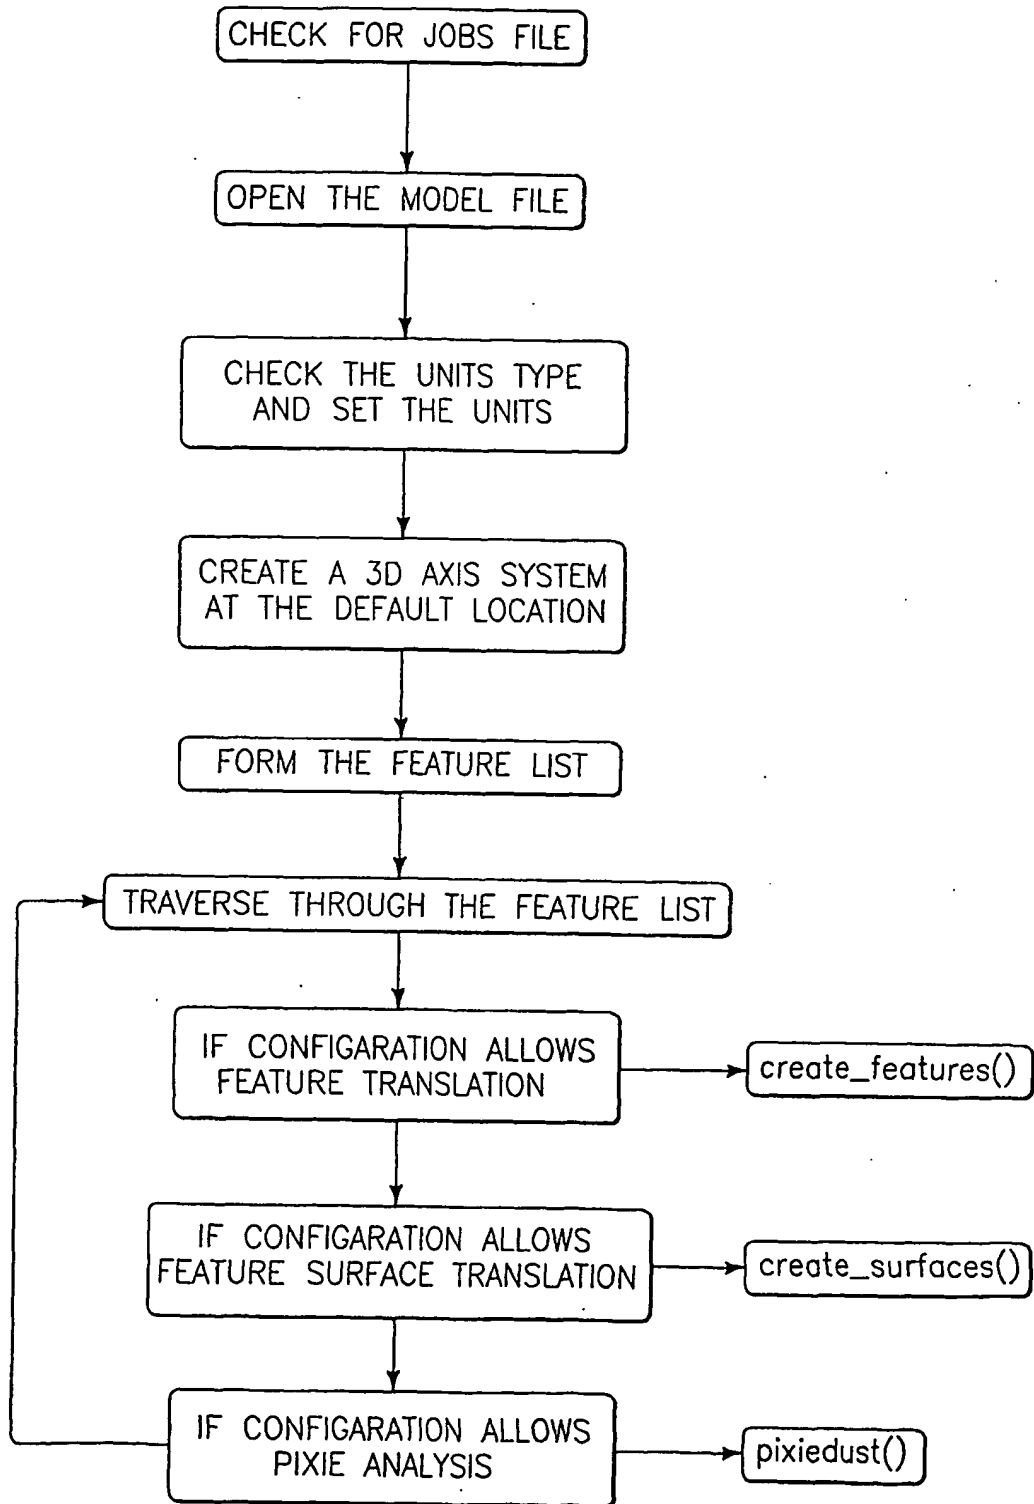 CHECK FOR JOBS FILE
OPEN THE MODEL FILE
CHECK THE UNITS TYPE
AND SET THE UNITS
CREATE A 3D AXIS SYSTEM
AT THE DEFAULT LOCATION
FORM THE FEATURE LIST
TRAVERSE THROUGH THE FEATURE LIST
IF CONFIGARATION ALLOWS
FEATURE TRANSLATION
create_features()
IF CONFIGARATION ALLOWS
FEATURE SURFACE TRANSLATION
create_surfaces()
IF CONFIGARATION ALLOWS
PIXIE ANALYSIS
pixiedust()